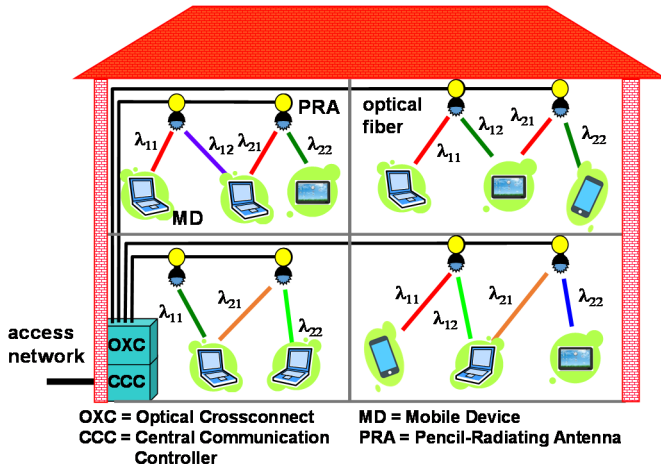 PRA
optical
fiber
λ11
λ12
λ21
λ22
λ11
λ12
λ21
λ22
MD
λ11
λ21
λ22
λ11
λ12
λ21
λ22
access
network
OXC
CCC
OXC = Optical Crossconnect
CCC = Central Communication
Controller
MD = Mobile Device
PRA = Pencil-Radiating Antenna